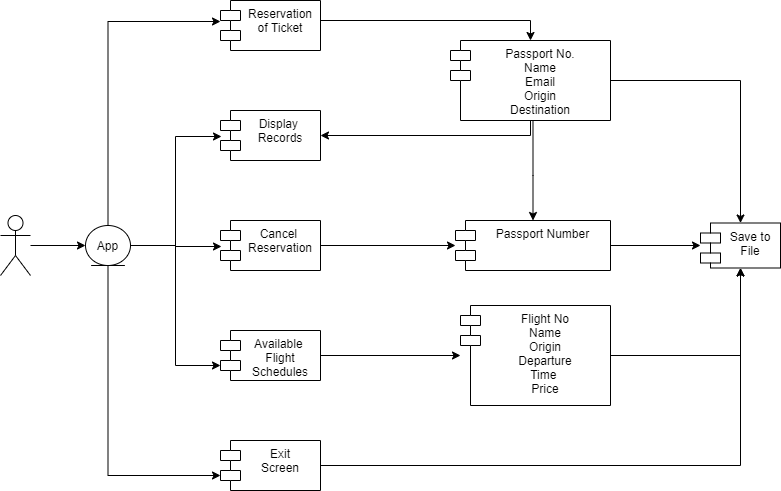 Reservation
of Ticket
Passport No.
Name
Email
Origin
Destination
Display
Records
App
Cancel
Reservation
Passport Number
Save to
File
Available
Flight
Schedules
Flight No
Name
Origin
Departure
Time
Price
Exit
Screen